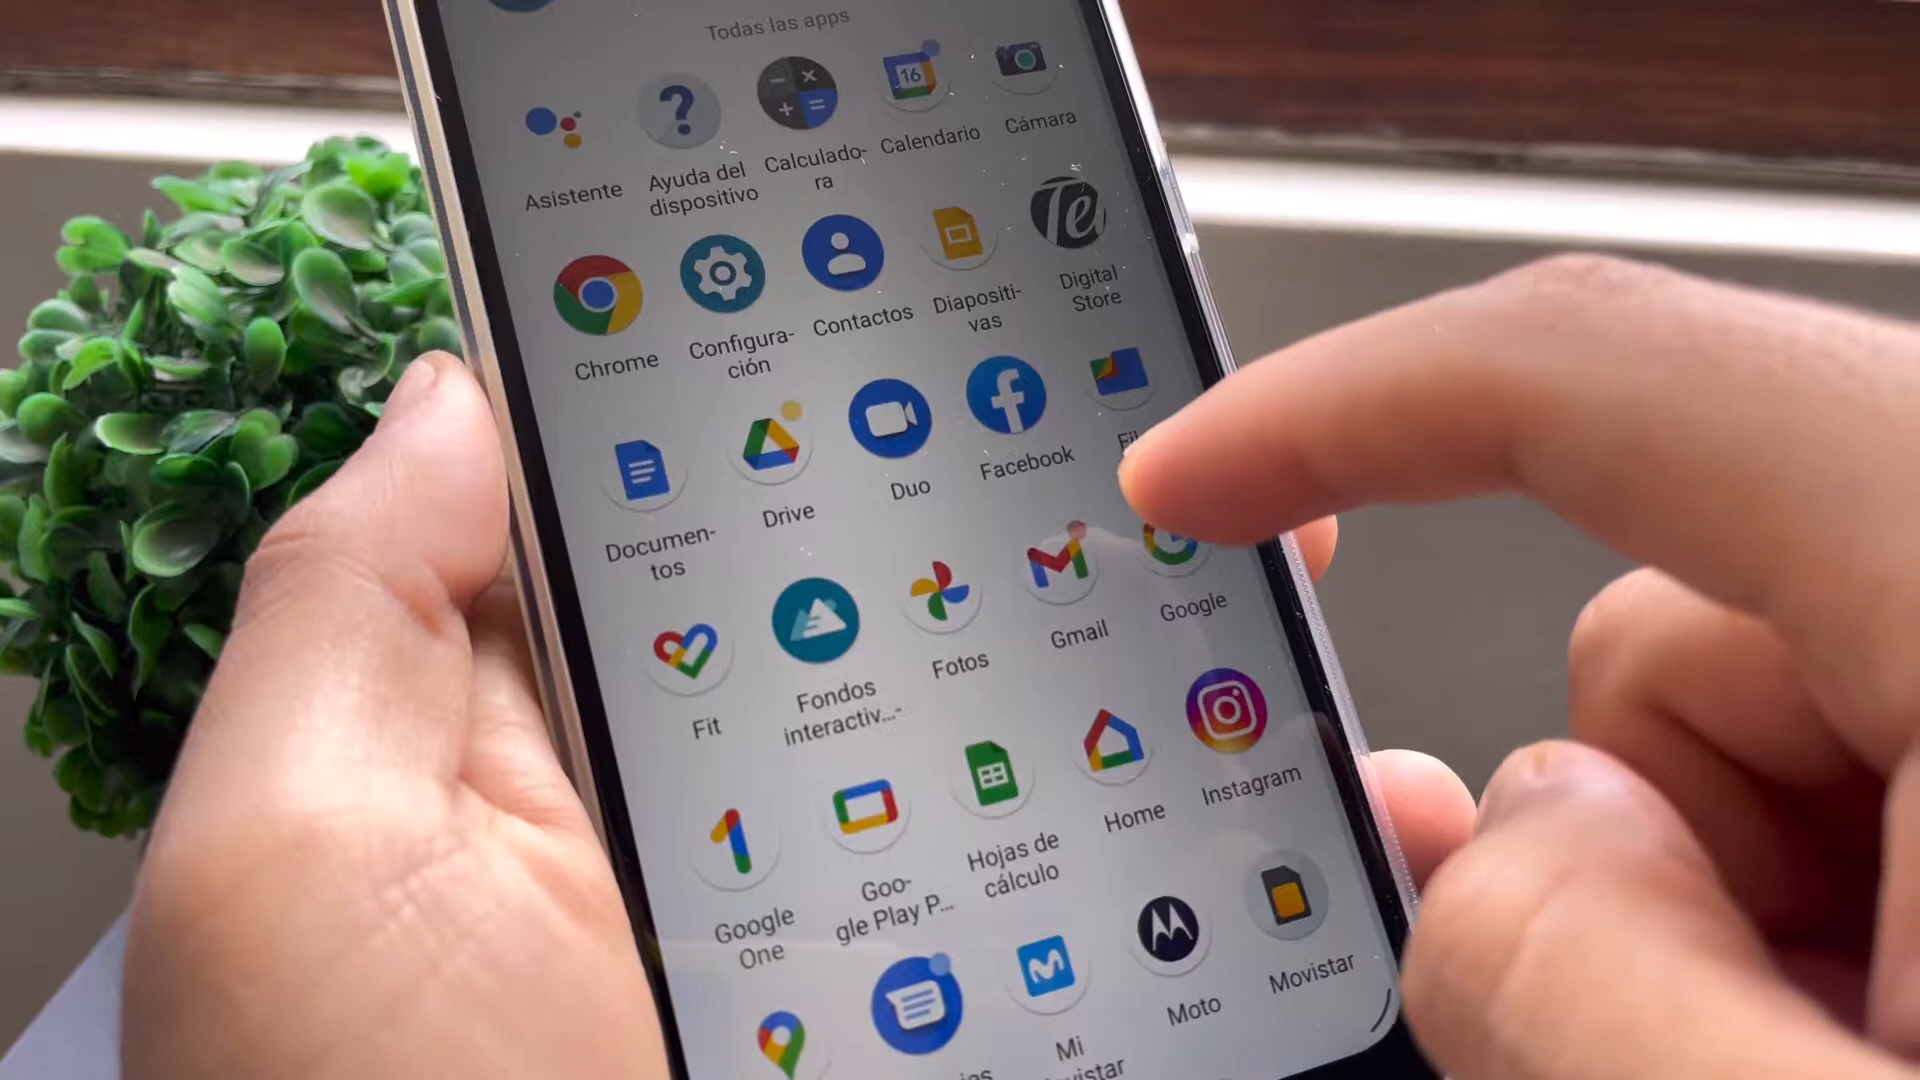 Todas las apps
Asistente
Ayuda del
dispositivo
Calculado-
ra
Calendario
16
Cámara
Chrome
Configura-
ción
Contactos
Diapositi-
vas
Te
Digital
Store
Documen-
tos
Drive
Duo
Facebook
Fit
Fondos
interactiv...-
Fotos
Gmail
Google
Google
One
Goo-
gle Play P...
Hojas de
cálculo
Home
Instagram
Mi
Moto
Movistar